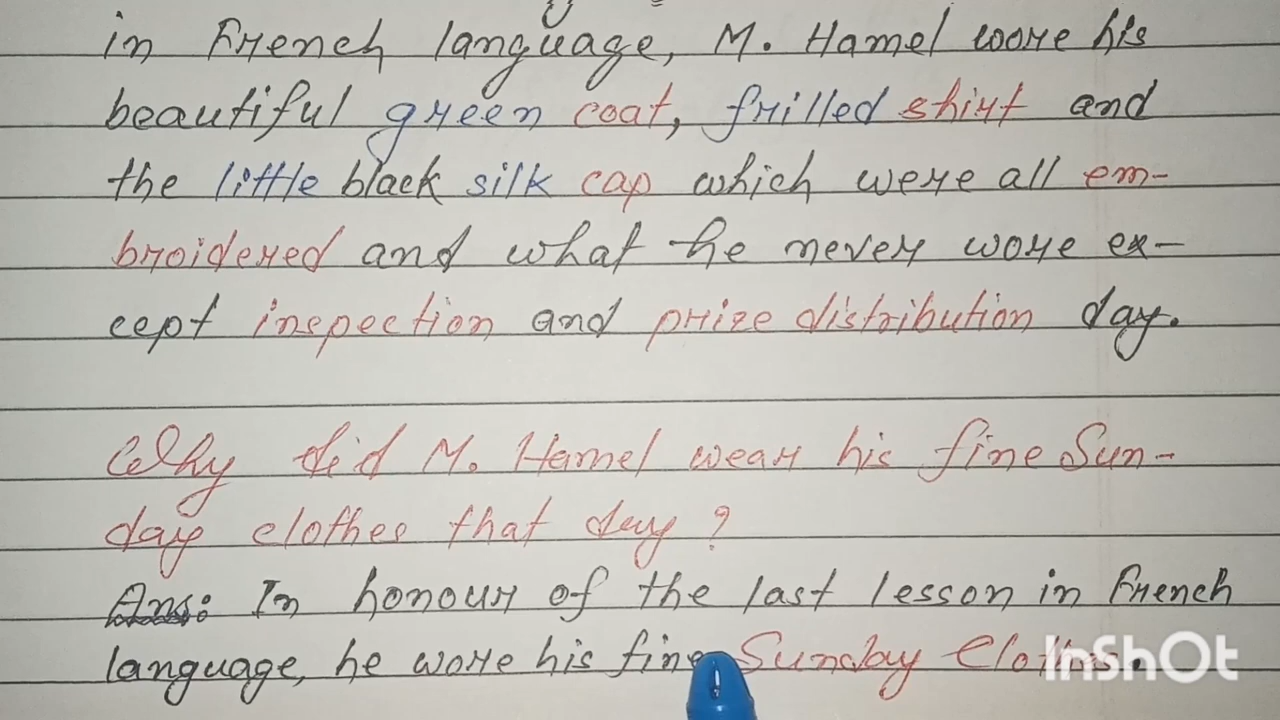 in French language, M. Hamel wore his
beautiful green coat, frilled shirt and
the little black silk cap which were all em-
broidered and what he never wore ex-
cept inspection and prize distribution day.
Why did M. Hamel wear his fine Sun-
day clothes that day?
Ans: In honour of the last lesson in French
language, he wore his fine Sunday Clothes.
InShOt